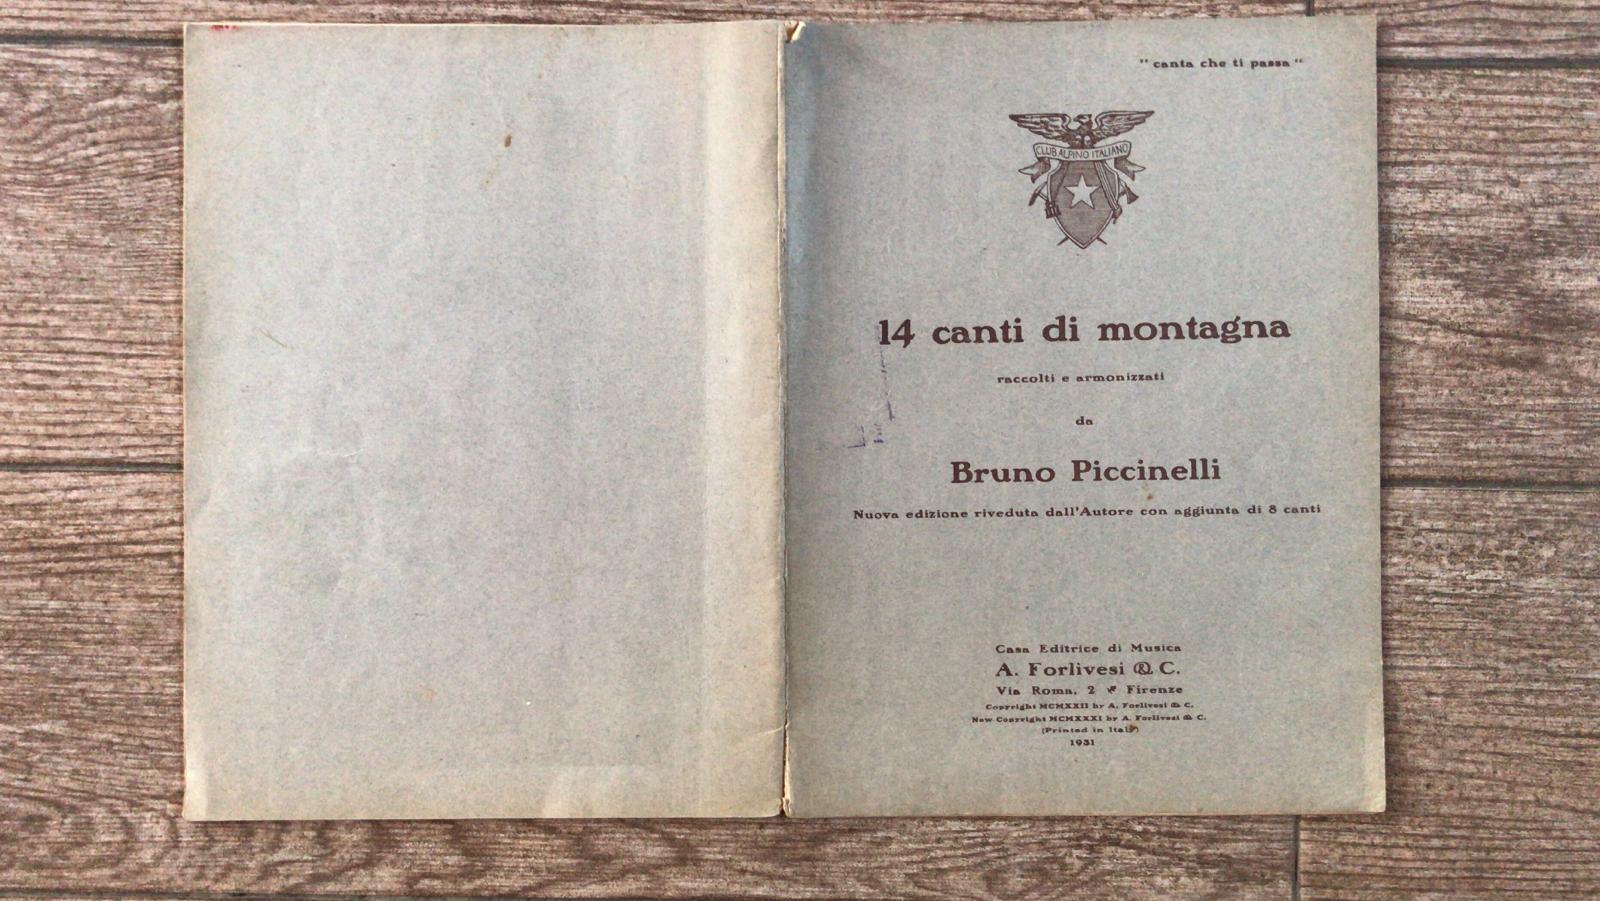 " canta che ti passa "
CLUB ALPINO ITALIANO
14 canti di montagna
raccolti e armonizzati
da
Bruno Piccinelli
Nuova edizione riveduta dall'Autore con aggiunta di 8 canti
Casa Editrice di Musica
A. Forlivesi & C.
Via Roma, 2 Firenze
Copyright MCMXXII by A. Forlivesi & C.
New Copyright MCMXXXI by A. Forlivesi & C.
(Printed in Italy)
1931